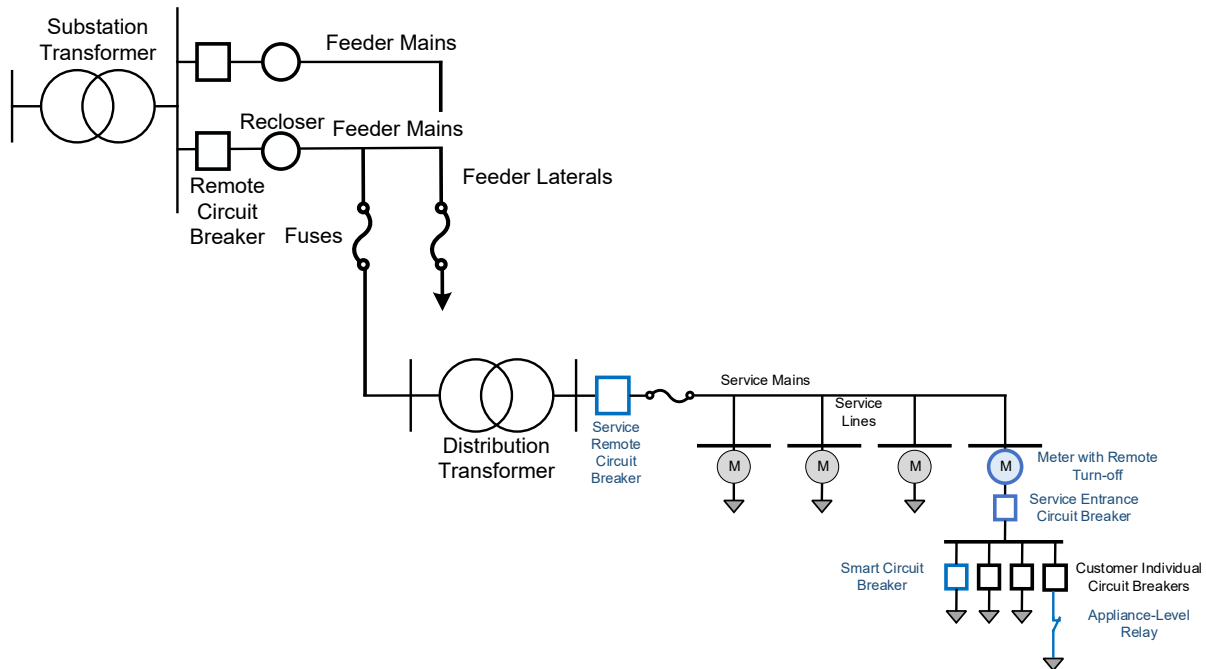 Substation
Transformer
Feeder Mains
Recloser
Feeder Mains
Remote
Circuit
Breaker
Feeder Laterals
Fuses
Distribution
Transformer
Service
Remote
Circuit
Breaker
Service Mains
Service
Lines
M
M
M
M
Meter with Remote
Turn-off
Service Entrance
Circuit Breaker
Smart Circuit
Breaker
Customer Individual
Circuit Breakers
Appliance-Level
Relay